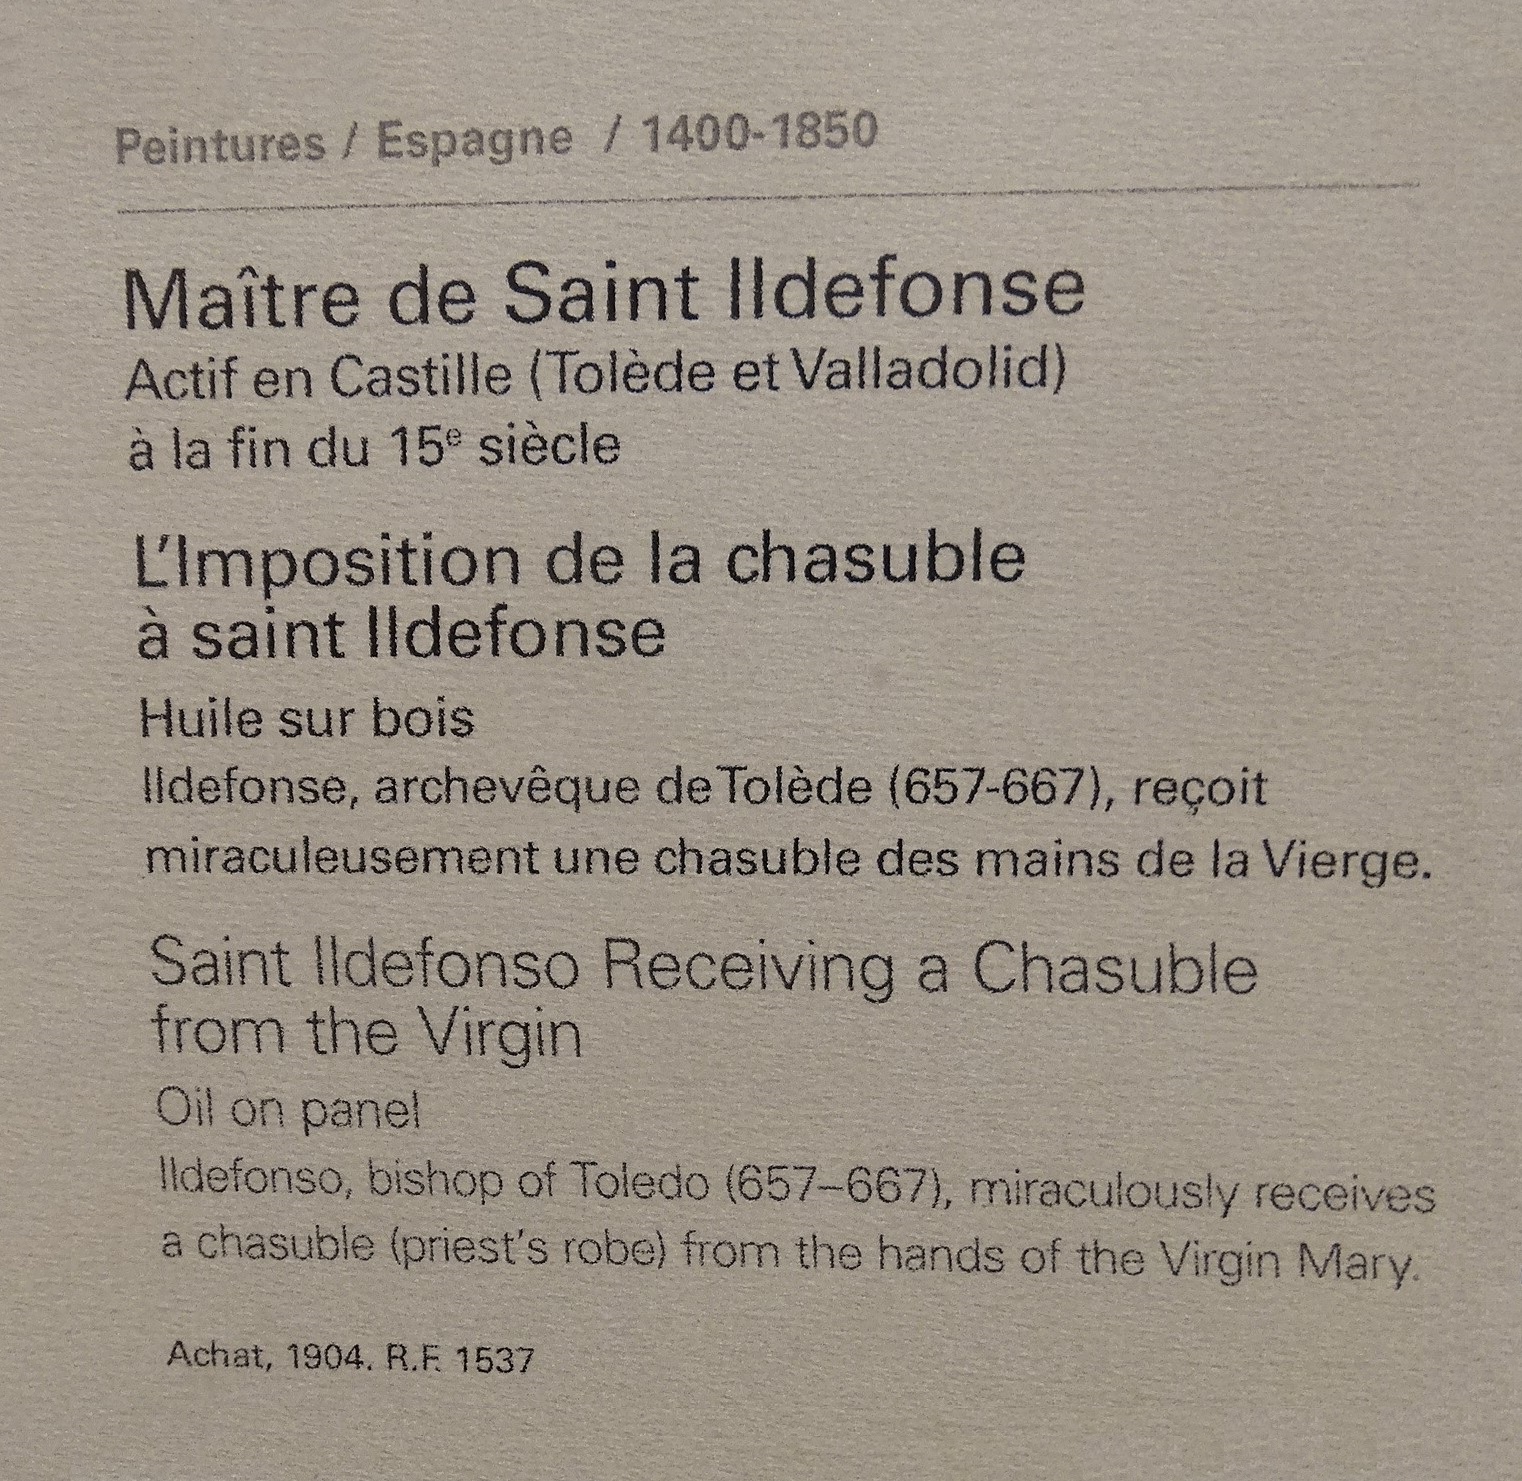 Peintures / Espagne / 1400-1850
Maître de Saint Ildefonse
Actif en Castille (Tolède et Valladolid)
à la fin du 15e siècle
L'Imposition de la chasuble
à saint Ildefonse
Huile sur bois
Ildefonse, archevêque de Tolède (657-667), reçoit
miraculeusement une chasuble des mains de la Vierge.
Saint Ildefonso Receiving a Chasuble
from the Virgin
Oil on panel
Ildefonso, bishop of Toledo (657–667), miraculously receives
a chasuble (priest's robe) from the hands of the Virgin Mary.
Achat, 1904. R.F. 1537